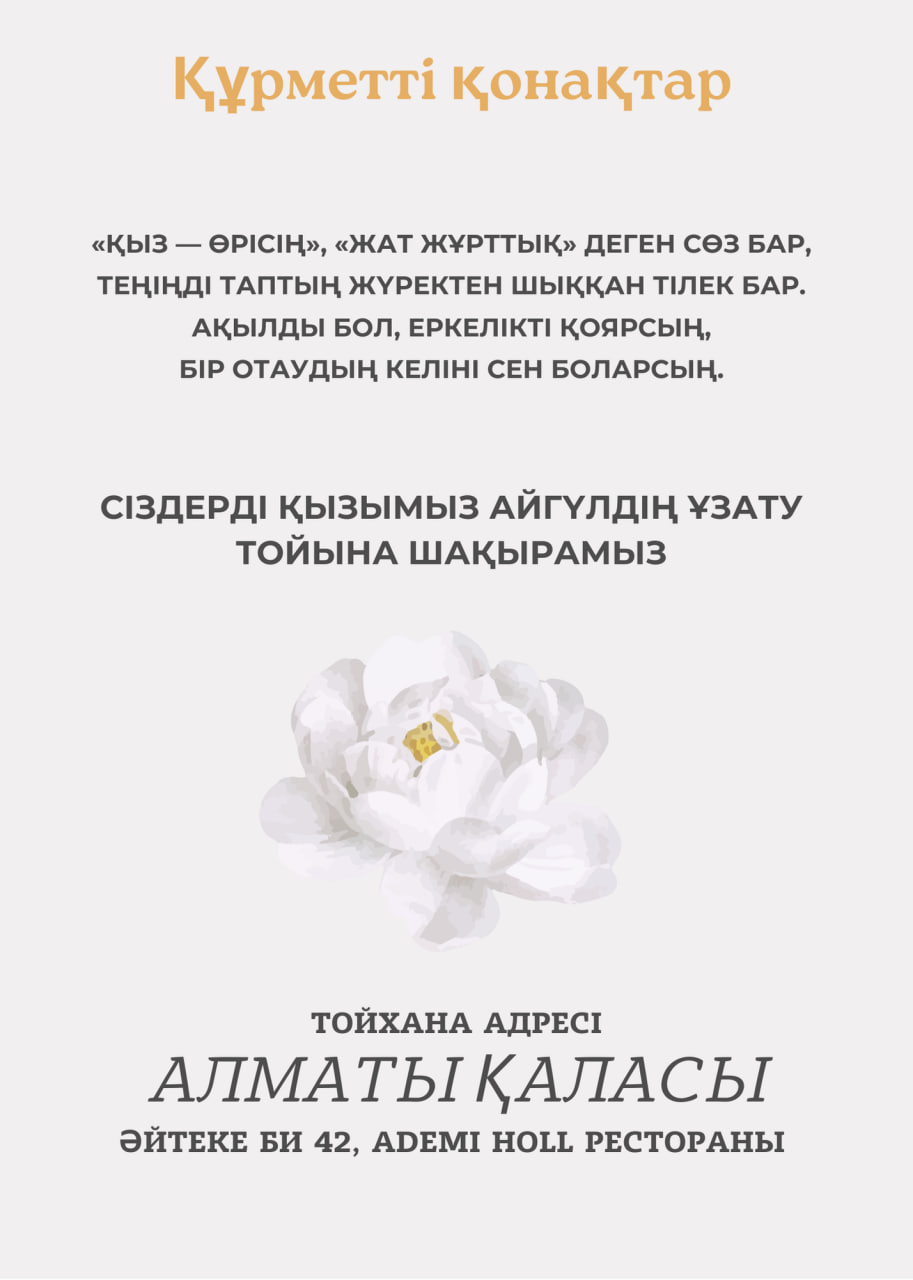 Құрметті қонақтар
«ҚЫЗ — ӨРІСІҢ», «ЖАТ ЖҰРТТЫҚ» ДЕГЕН СӨЗ БАР,
ТЕҢІҢДІ ТАПТЫҢ ЖҮРЕКТЕН ШЫҚҚАН ТІЛЕК БАР.
АҚЫЛДЫ БОЛ, ЕРКЕЛІКТІ ҚОЯРСЫҢ,
БІР ОТАУДЫҢ КЕЛІНІ СЕН БОЛАРСЫҢ.
СІЗДЕРДІ ҚЫЗЫМЫЗ АЙГҮЛДІҢ ҰЗАТУ
ТОЙЫНА ШАҚЫРАМЫЗ
ТОЙХАНА АДРЕСІ
АЛМАТЫ ҚАЛАСЫ
ӘЙТЕКЕ БИ 42, ADEMI HOLL РЕСТОРАНЫ